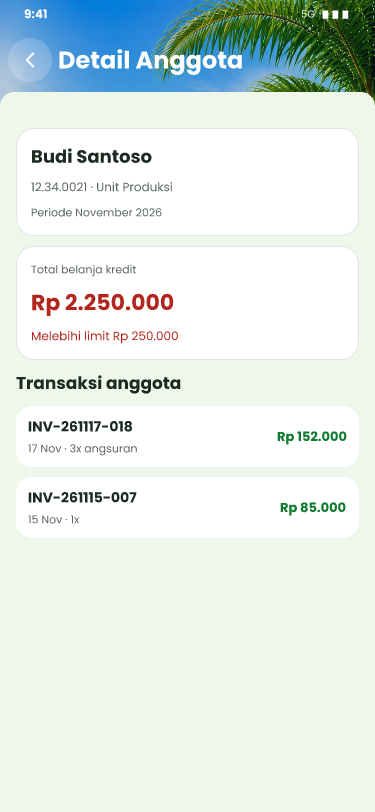 9:41
5G
Detail Anggota
Budi Santoso
12.34.0021 · Unit Produksi
Periode November 2026
Total belanja kredit
Rp 2.250.000
Melebihi limit Rp 250.000
Transaksi anggota
INV-261117-018
17 Nov · 3x angsuran
Rp 152.000
INV-261115-007
15 Nov · 1x
Rp 85.000